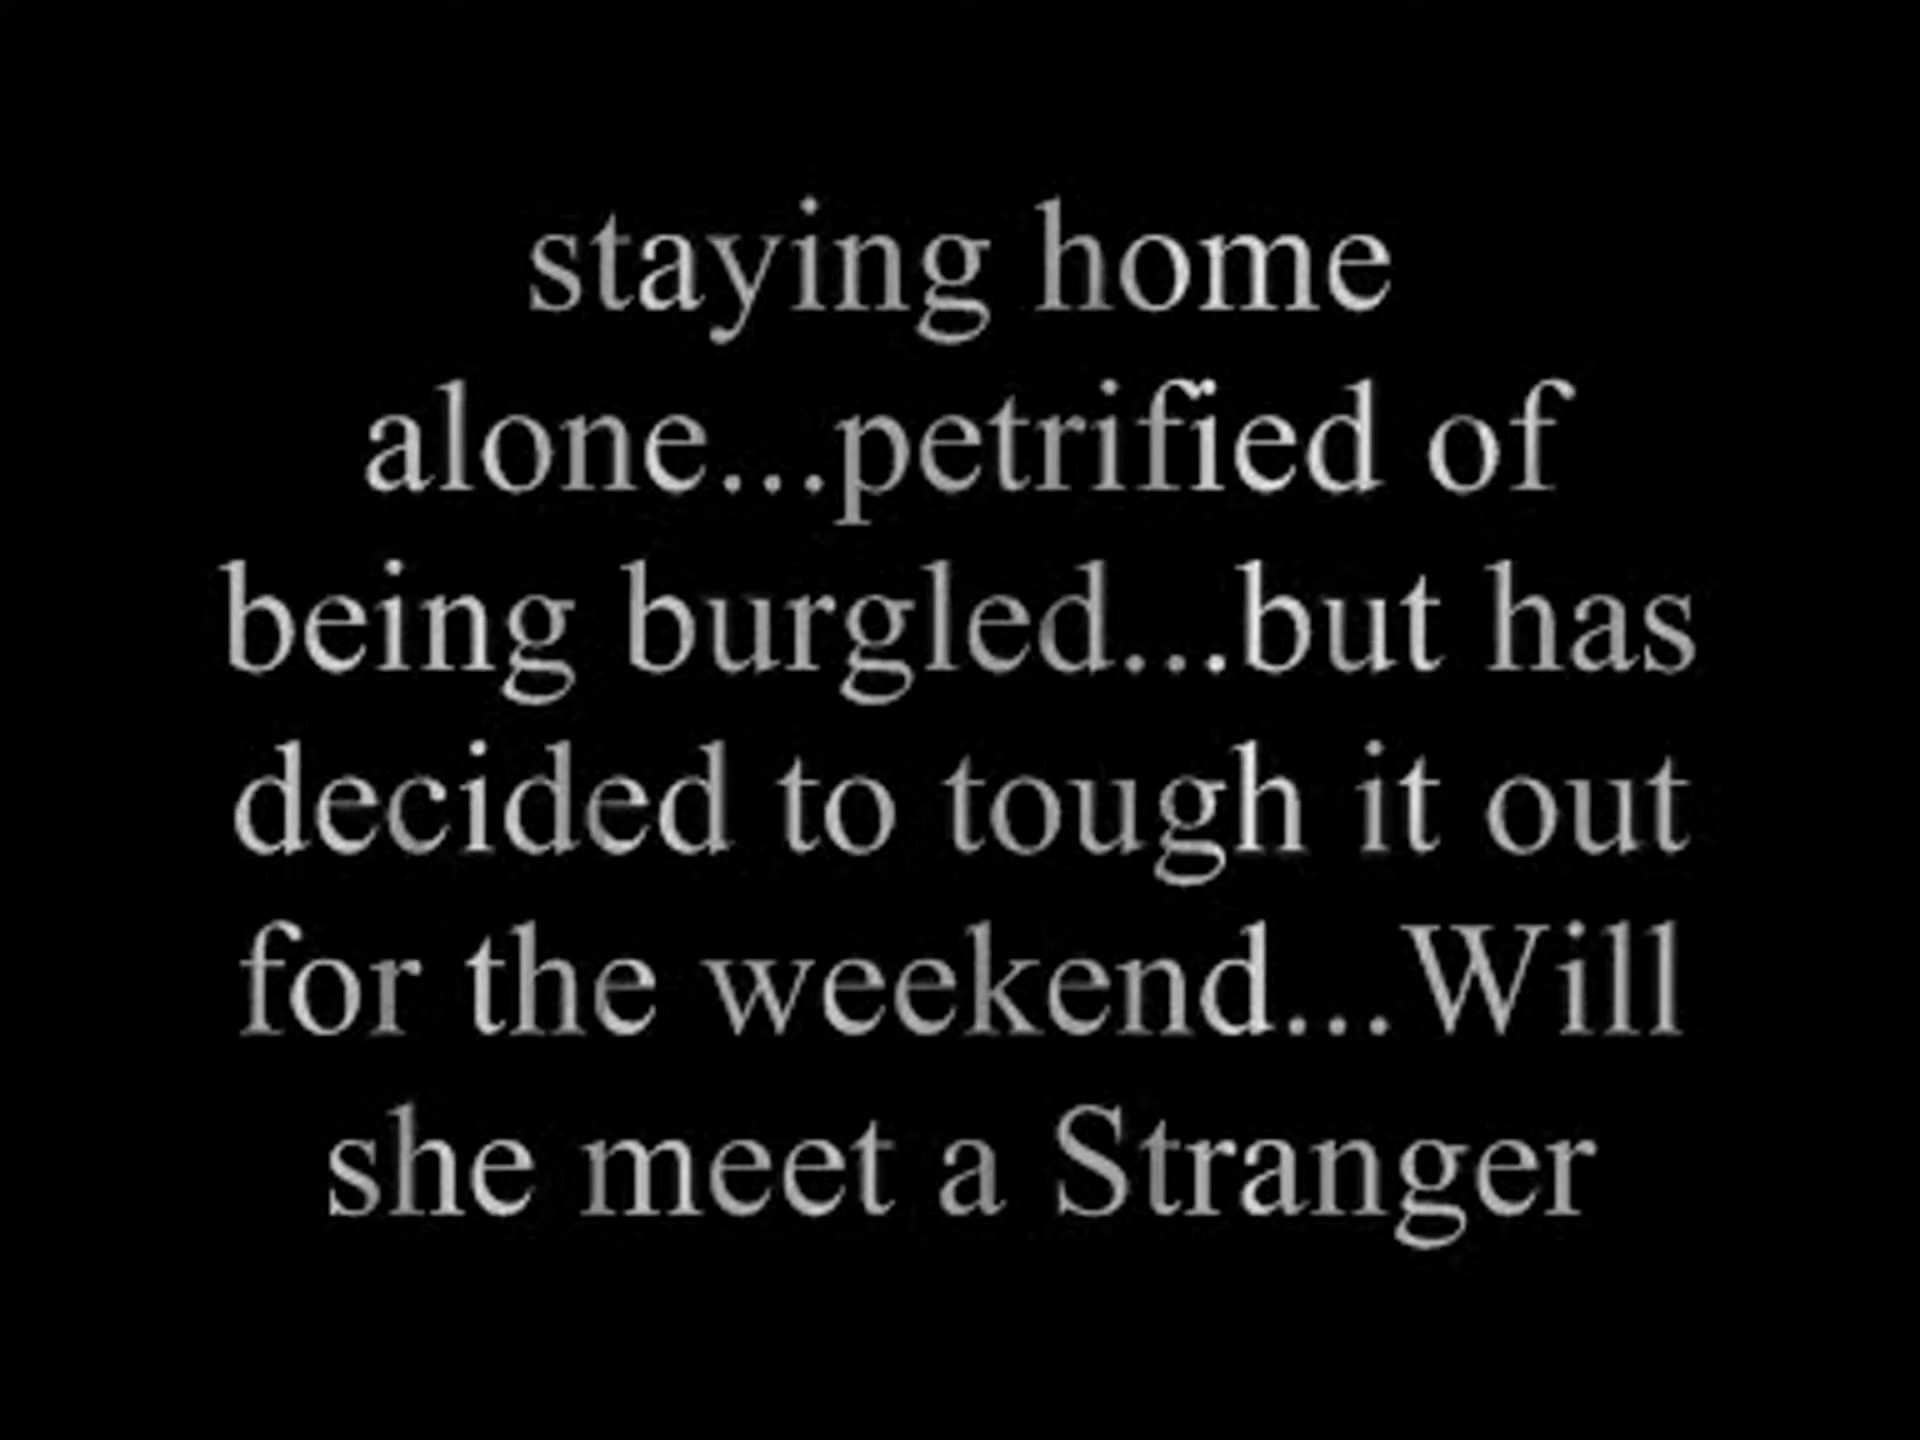 staying home
alone...petrified of
being burgled...but has
decided to tough it out
for the weekend...Will
she meet a Stranger